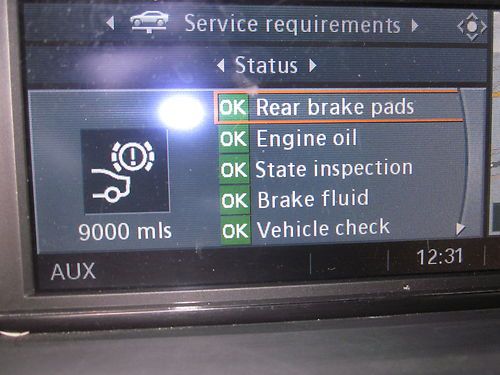 Service requirements
Status
OK Rear brake pads
OK Engine oil
OK State inspection
OK Brake fluid
OK Vehicle check
9000 mls
12:31
AUX